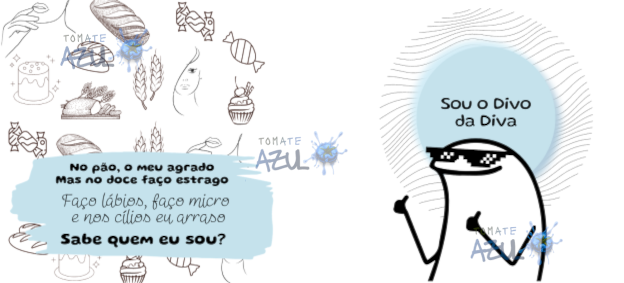 TOMATE
AZUL
No pão, o meu agrado
Mas no doce faço estrago
Faço lábios, faço micro
e nos cílios eu arraso
Sabe quem eu sou?
TOMATE
AZUL
Sou o Divo
da Diva
TOMATE
AZUL